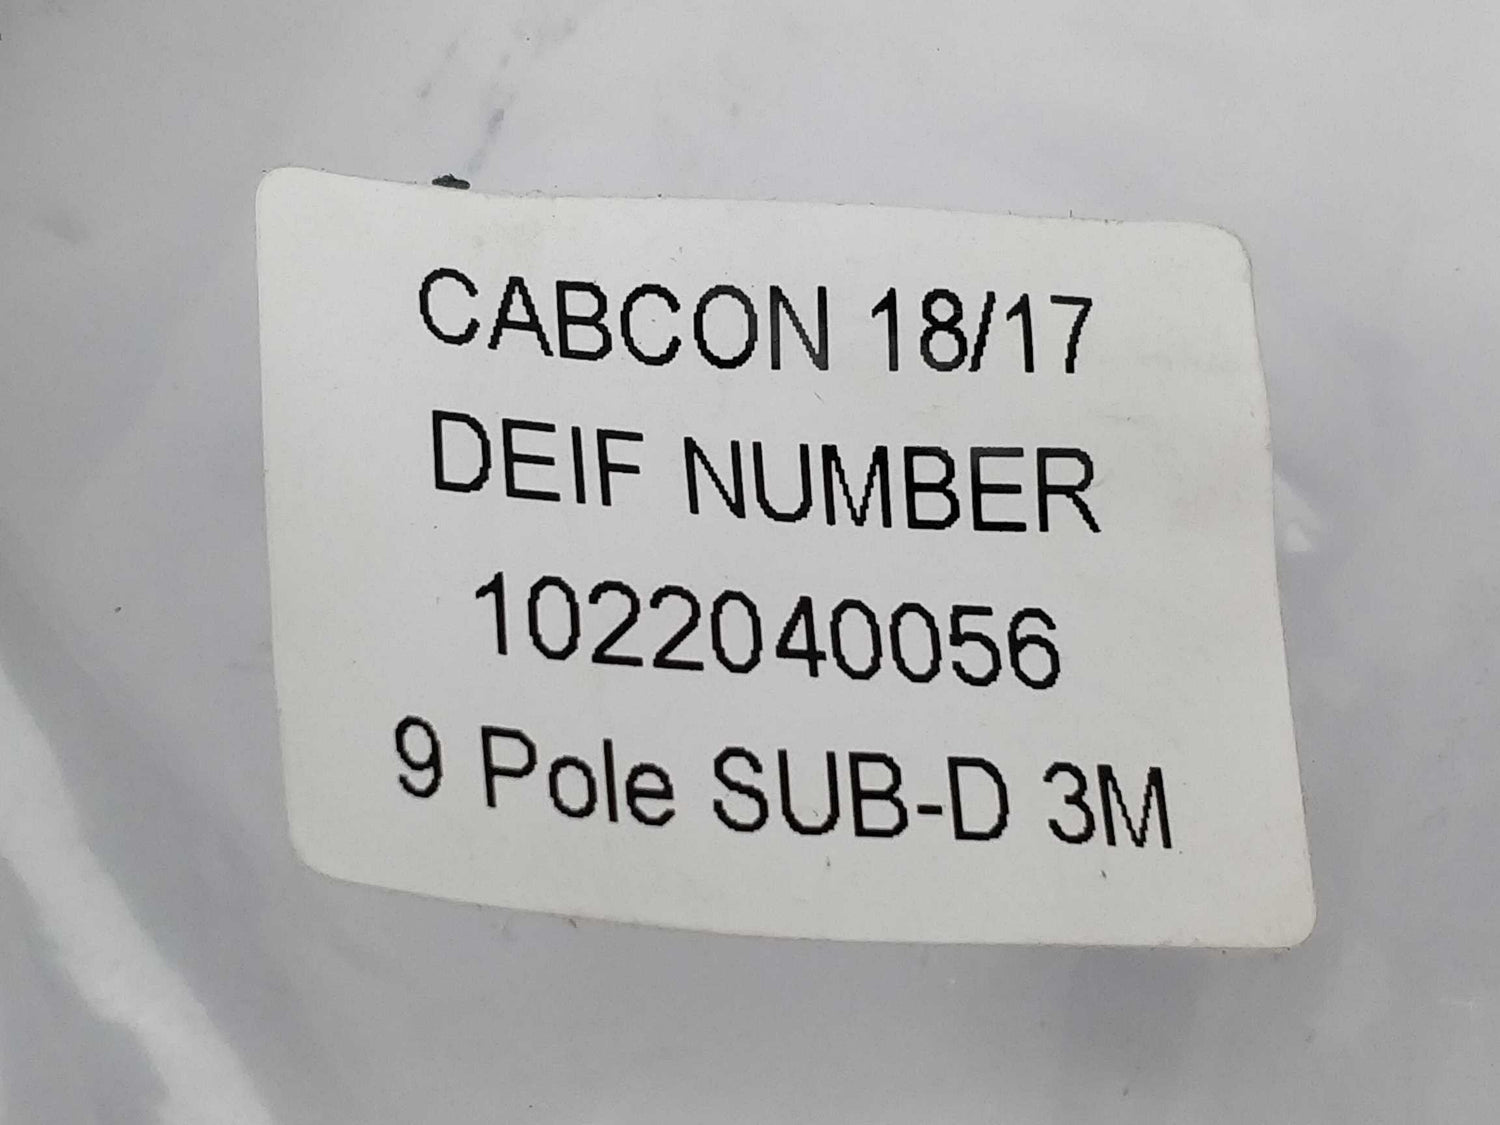 CABCON 18/17
DEIF NUMBER
1022040056
9 Pole SUB-D 3M